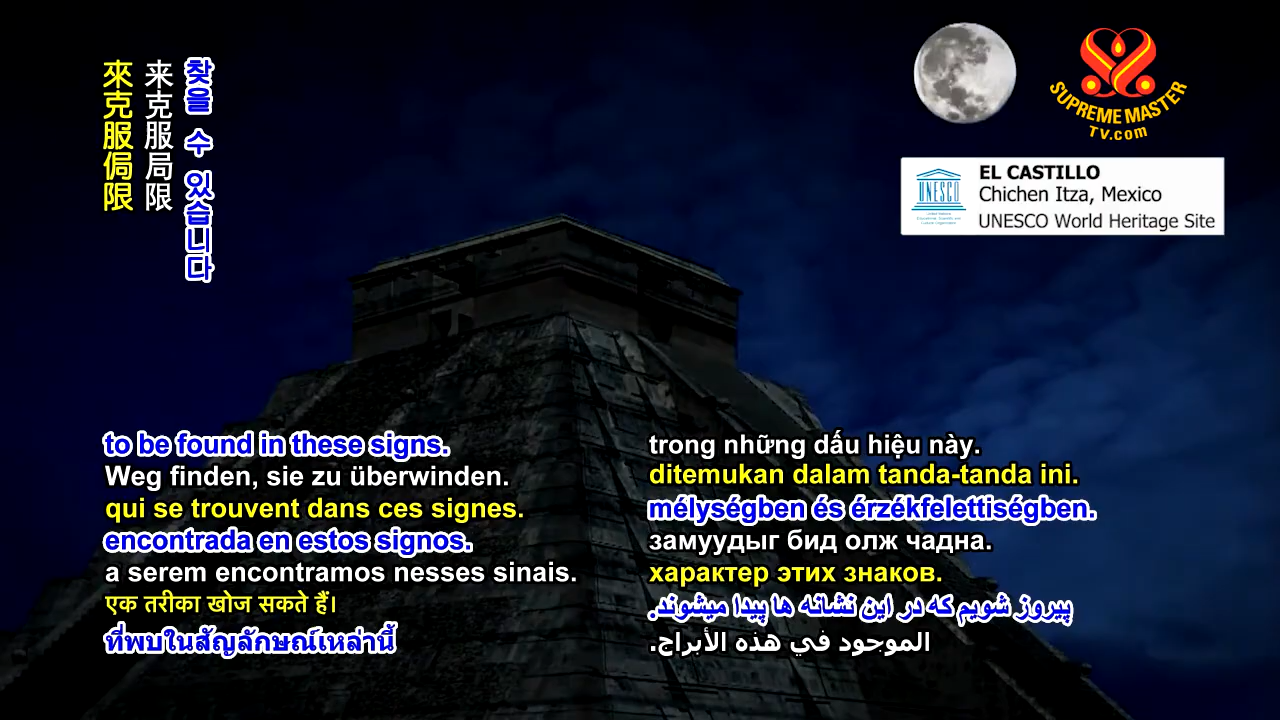 來克服侷限
来克服局限
찾을 수 있습니다
SUPREME MASTER
TV.com
UNESCO
EL CASTILLO
Chichen Itza, Mexico
UNESCO World Heritage Site
to be found in these signs.
Weg finden, sie zu überwinden.
qui se trouvent dans ces signes.
encontrada en estos signos.
a serem encontramos nesses sinais.
एक तरीका खोज सकते हैं।
ที่พบในสัญลักษณ์เหล่านี้
trong những dấu hiệu này.
ditemukan dalam tanda-tanda ini.
mélységben és érzékfelettiségben.
замуудыг бид олж чадна.
характер этих знаков.
پیروز شویم که در این نشانه ها پیدا میشوند.
الموجود في هذه الأبراج.